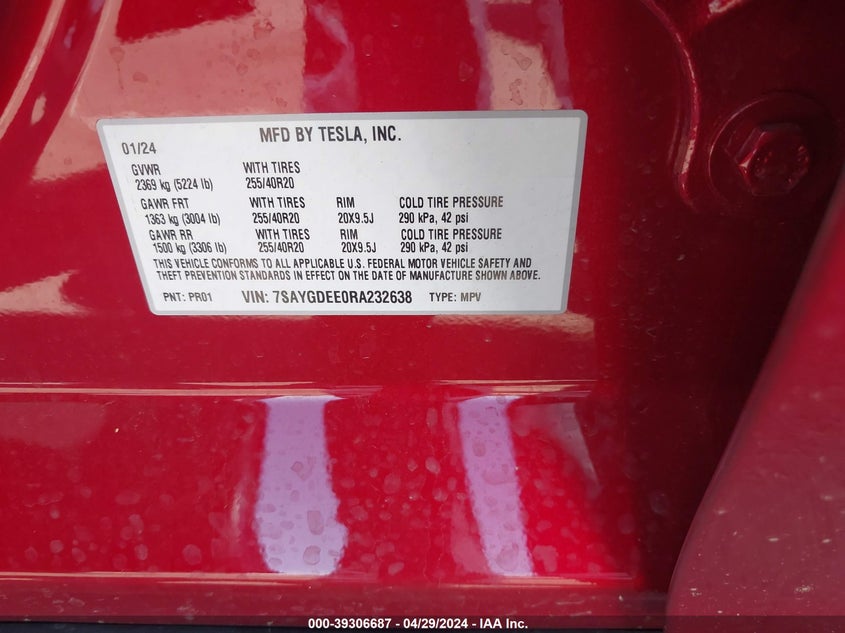 MFD BY TESLA, INC.
01/24
GVWR WITH TIRES
2369 kg (5224 lb) 255/40R20
GAWR FRT WITH TIRES RIM COLD TIRE PRESSURE
1363 kg (3004 lb) 255/40R20 20X9.5J 290 kPa, 42 psi
GAWR RR WITH TIRES RIM COLD TIRE PRESSURE
1500 kg (3306 lb) 255/40R20 20X9.5J 290 kPa, 42 psi
THIS VEHICLE CONFORMS TO ALL APPLICABLE U.S. FEDERAL MOTOR VEHICLE SAFETY AND
THEFT PREVENTION STANDARDS IN EFFECT ON THE DATE OF MANUFACTURE SHOWN ABOVE.
PNT: PR01 VIN: 7SAYGDEE0RA232638 TYPE: MPV
000-39306687 - 04/29/2024 - IAA Inc.